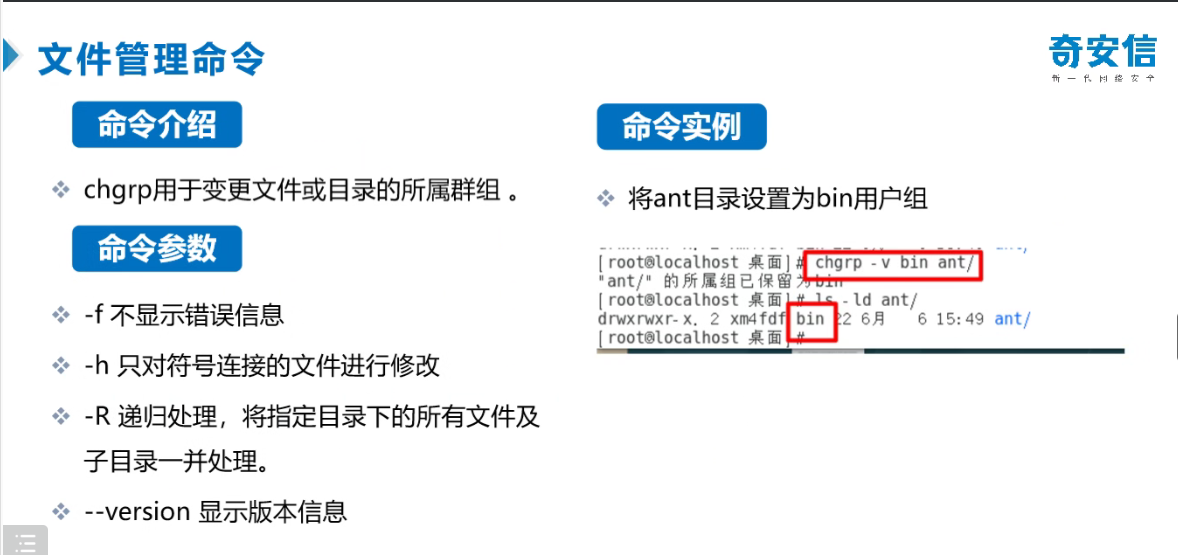 文件管理命令
奇安信
新一代网络安全
命令介绍
chgrp用于变更文件或目录的所属群组 。
命令参数
-f 不显示错误信息
-h 只对符号连接的文件进行修改
-R 递归处理，将指定目录下的所有文件及
子目录一并处理。
--version 显示版本信息
命令实例
将ant目录设置为bin用户组
[root@localhost 桌面]# chgrp -v bin ant/
"ant/" 的所属组已保留为bin
[root@localhost 桌面]# ls -ld ant/
drwxrwxr-x. 2 xm4fdf bin 22 6月 6 15:49 ant/
[root@localhost 桌面]#